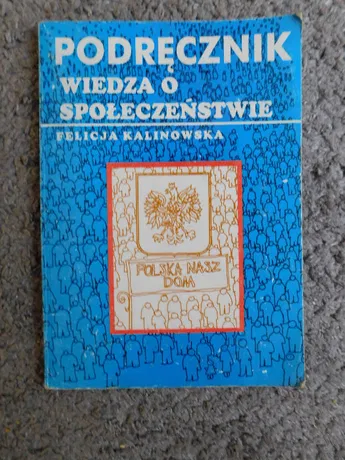 PODRĘCZNIK
WIEDZA O
SPOŁECZEŃSTWIE
FELICJA KALINOWSKA
POLSKA NASZ
DOM